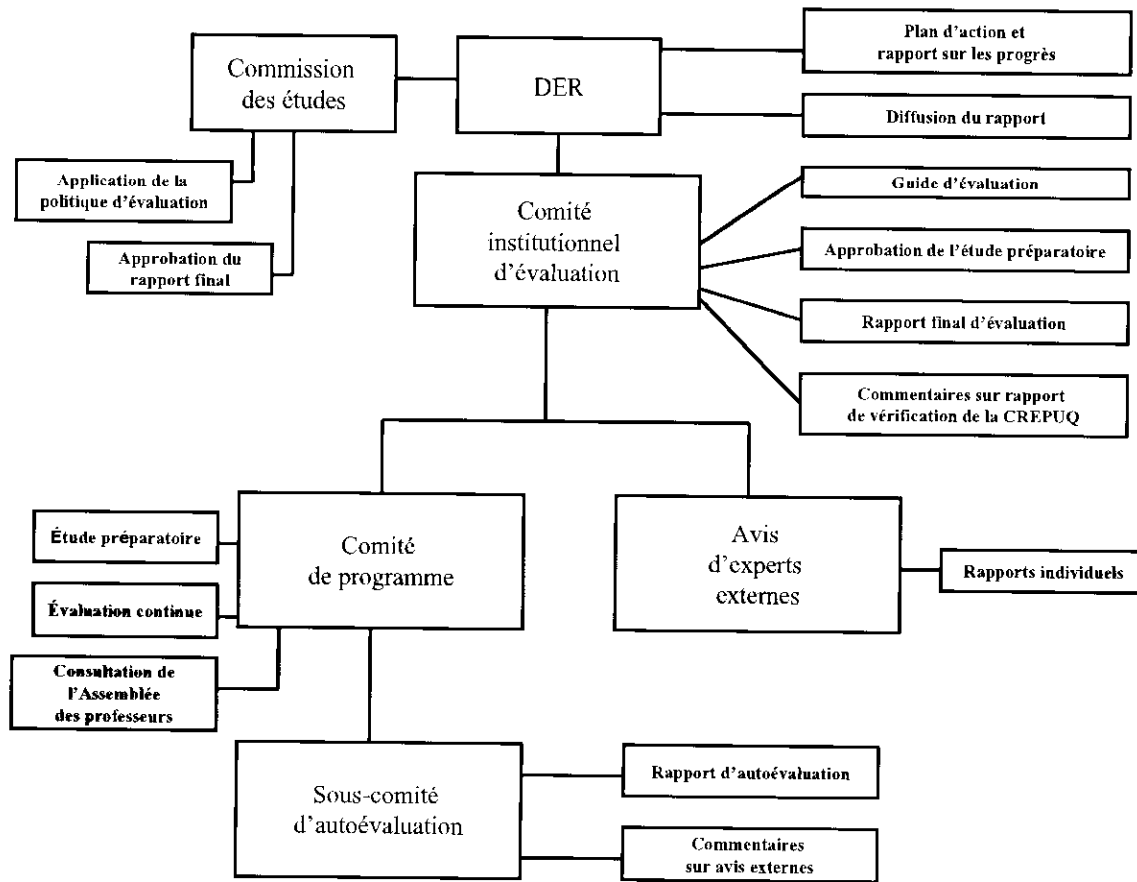 Commission
des études
DER
Plan d'action et
rapport sur les progrès
Diffusion du rapport
Application de la
politique d'évaluation
Approbation du
rapport final
Comité
institutionnel
d'évaluation
Guide d'évaluation
Approbation de l'étude préparatoire
Rapport final d'évaluation
Commentaires sur rapport
de vérification de la CREPUQ
Étude préparatoire
Évaluation continue
Consultation de
l'Assemblée
des professeurs
Comité
de programme
Avis
d'experts
externes
Rapports individuels
Sous-comité
d'autoévaluation
Rapport d'autoévaluation
Commentaires
sur avis externes